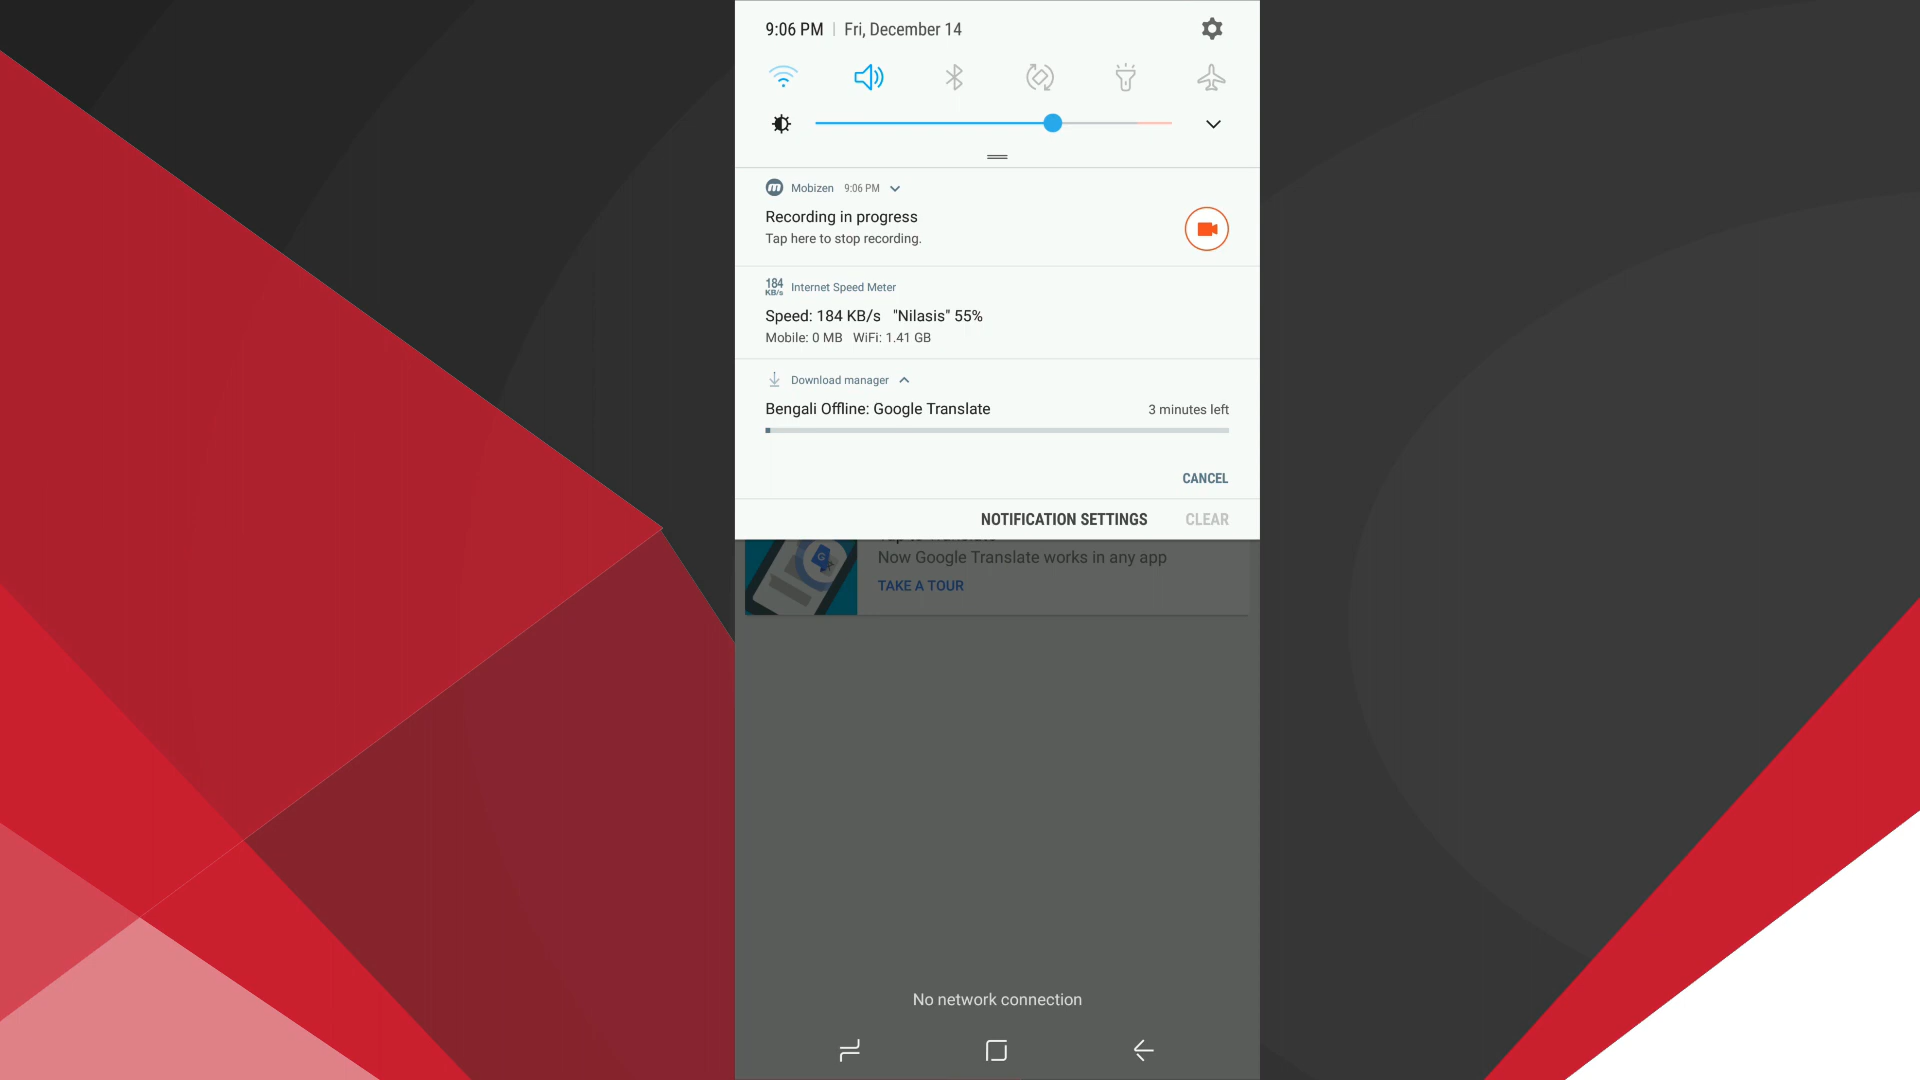 9:06 PM | Fri, December 14
Mobizen 9:06 PM
Recording in progress
Tap here to stop recording.
184 KB/s Internet Speed Meter
Speed: 184 KB/s "Nilasis" 55%
Mobile: 0 MB WiFi: 1.41 GB
Download manager
Bengali Offline: Google Translate 3 minutes left
CANCEL
NOTIFICATION SETTINGS CLEAR
Now Google Translate works in any app
TAKE A TOUR
No network connection